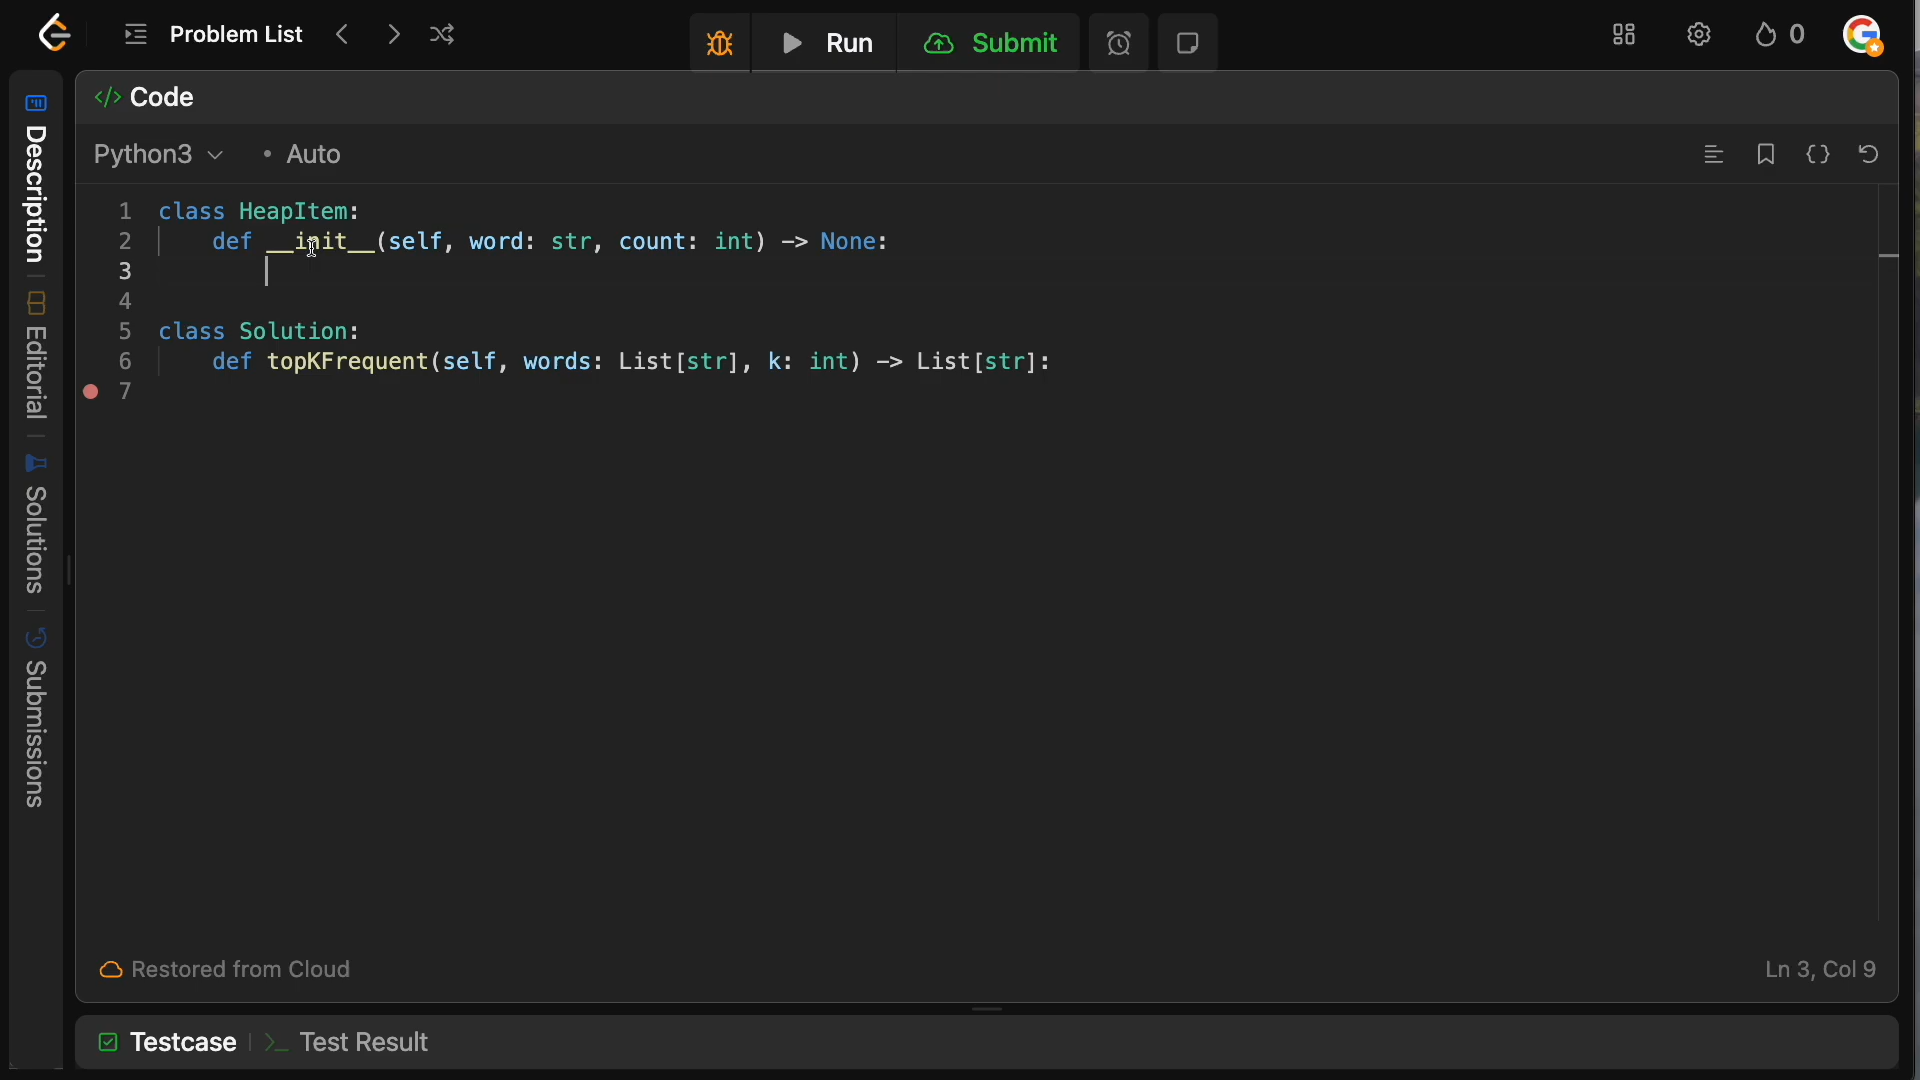 Problem List
Run
Submit
0
Description
Editorial
Solutions
Submissions
</> Code
Python3 • Auto
1 class HeapItem:
2 def __init__(self, word: str, count: int) -> None:
3
4
5 class Solution:
6 def topKFrequent(self, words: List[str], k: int) -> List[str]:
7
Restored from Cloud
Ln 3, Col 9
Testcase
Test Result